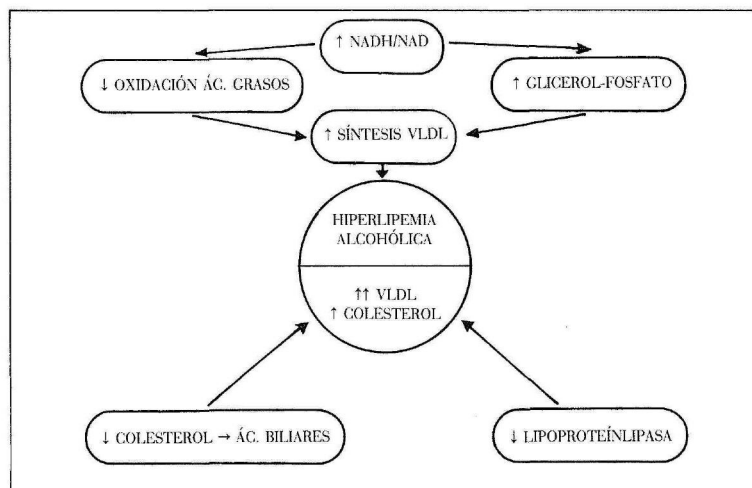 ↑ NADH/NAD
↓ OXIDACIÓN ÁC. GRASOS
↑ GLICEROL-FOSFATO
↑ SÍNTESIS VLDL
HIPERLIPEMIA
ALCOHÓLICA
↑↑ VLDL
↑ COLESTEROL
↓ COLESTEROL → ÁC. BILIARES
↓ LIPOPROTEÍNLIPASA